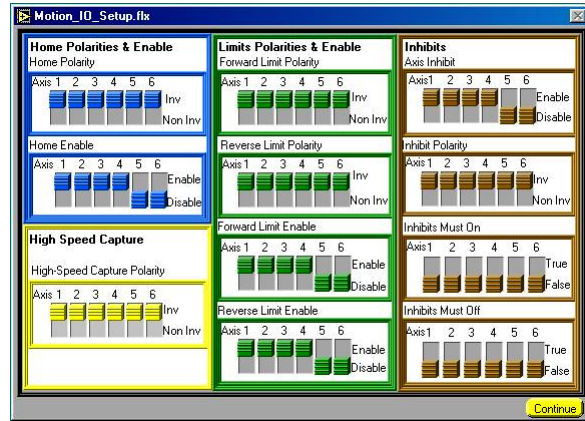 Motion_IO_Setup.flx
Home Polarities & Enable
Home Polarity
Axis 1 2 3 4 5 6
Inv
Non Inv
Home Enable
Axis 1 2 3 4 5 6
Enable
Disable
High Speed Capture
High-Speed Capture Polarity
Axis 1 2 3 4 5 6
Inv
Non Inv
Limits Polarities & Enable
Forward Limit Polarity
Axis 1 2 3 4 5 6
Inv
Non Inv
Reverse Limit Polarity
Axis 1 2 3 4 5 6
Inv
Non Inv
Forward Limit Enable
Axis 1 2 3 4 5 6
Enable
Disable
Reverse Limit Enable
Axis 1 2 3 4 5 6
Enable
Disable
Inhibits
Axis Inhibit
Axis1 2 3 4 5 6
Enable
Disable
Inhibit Polarity
Axis 1 2 3 4 5 6
Inv
Non Inv
Inhibits Must On
Axis1 2 3 4 5 6
True
False
Inhibits Must Off
Axis1 2 3 4 5 6
True
False
Continue